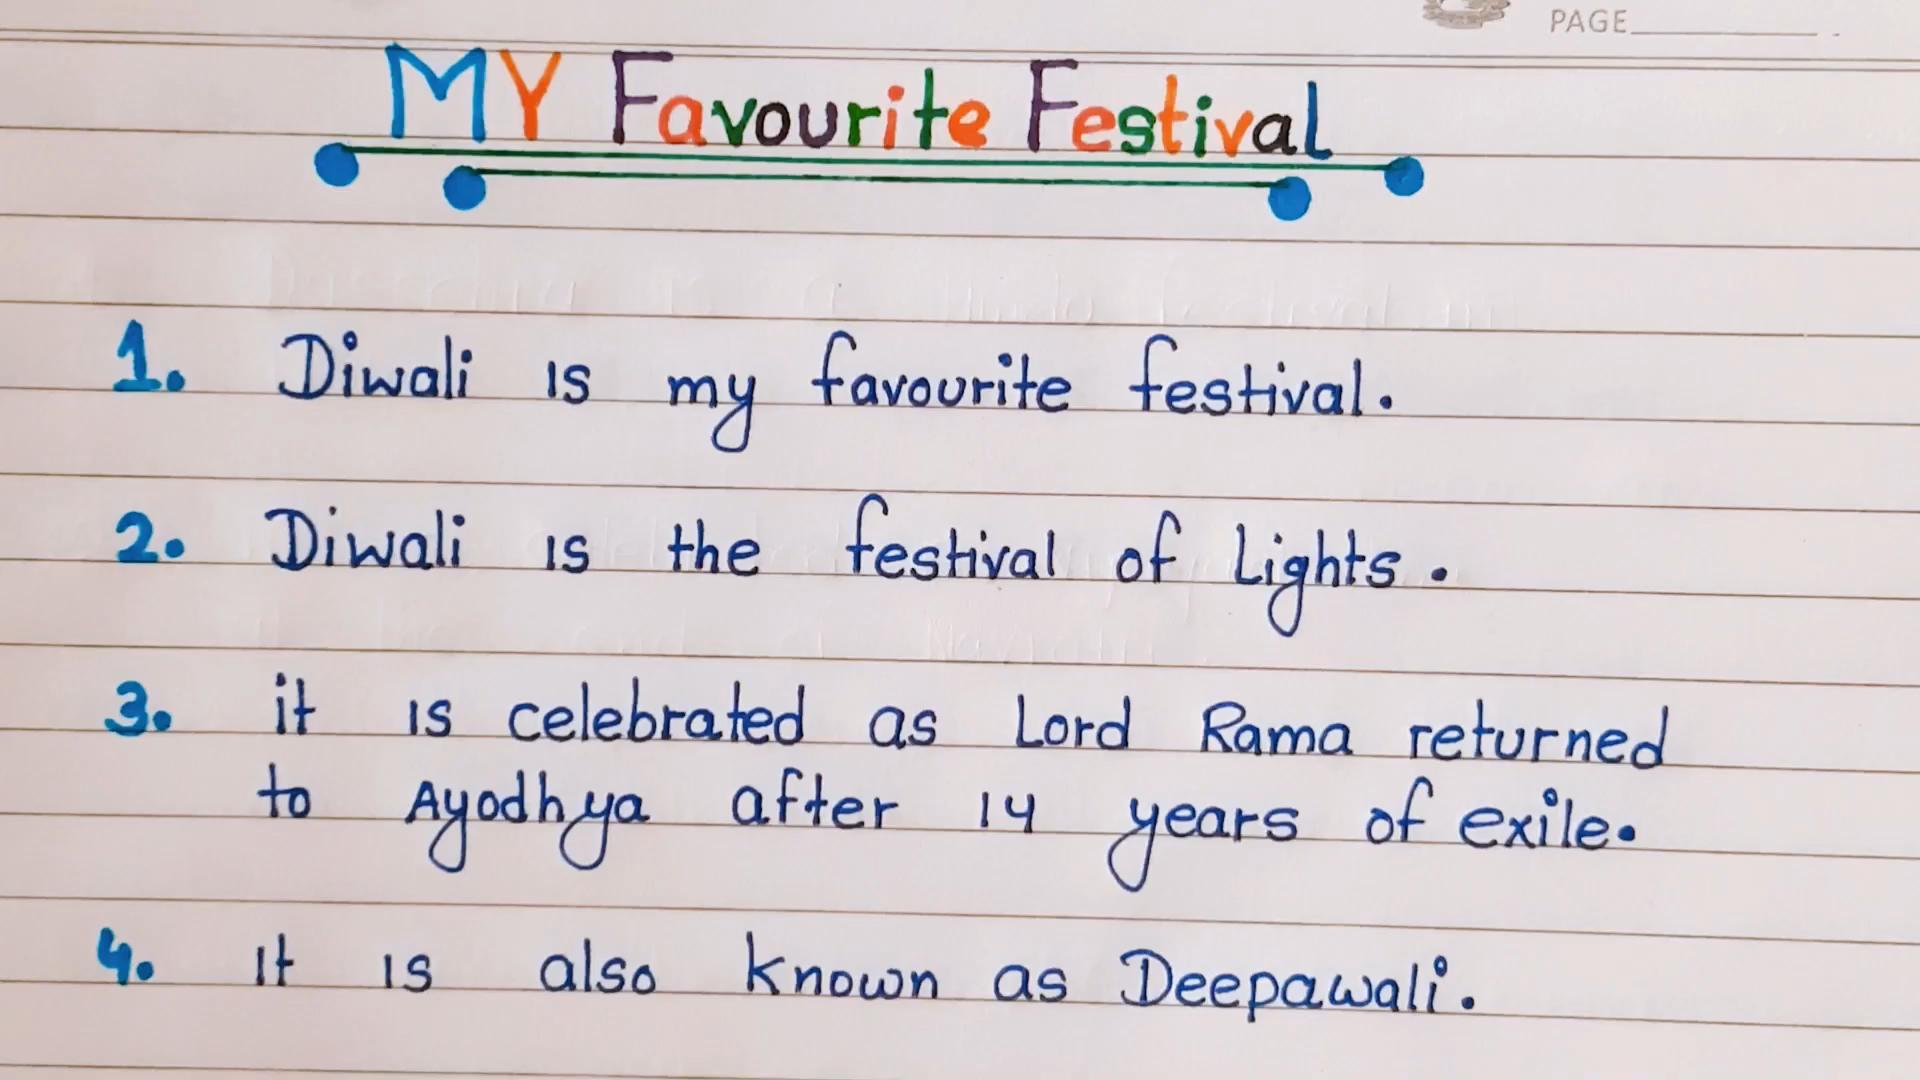 PAGE
MY Favourite Festival
1. Diwali is my favourite festival.
2. Diwali is the festival of Lights.
3. it is celebrated as Lord Rama returned
to Ayodhya after 14 years of exile.
4. It is also known as Deepawali.